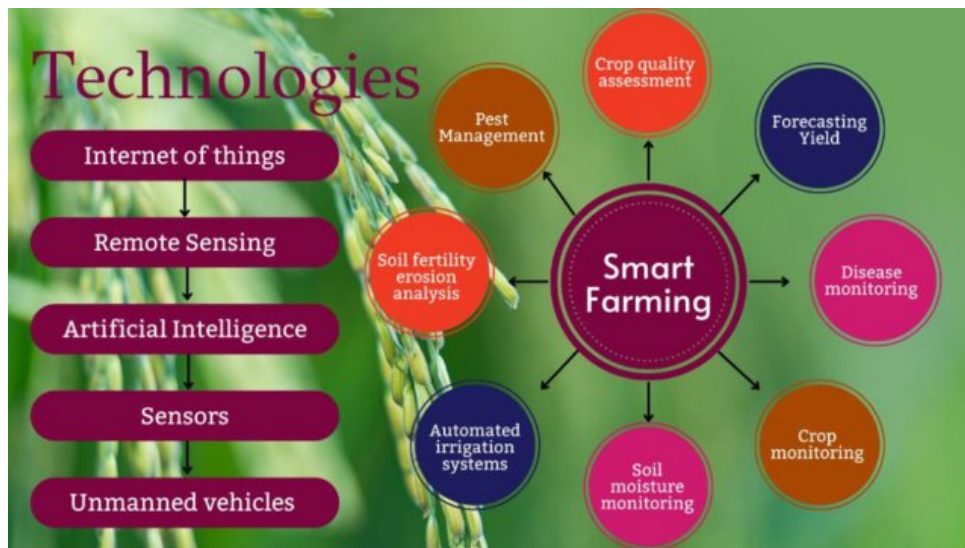 Technologies
Internet of things
Remote Sensing
Artificial Intelligence
Sensors
Unmanned vehicles
Smart
Farming
Crop quality
assessment
Forecasting
Yield
Disease
monitoring
Crop
monitoring
Soil
moisture
monitoring
Automated
irrigation
systems
Soil fertility
erosion
analysis
Pest
Management